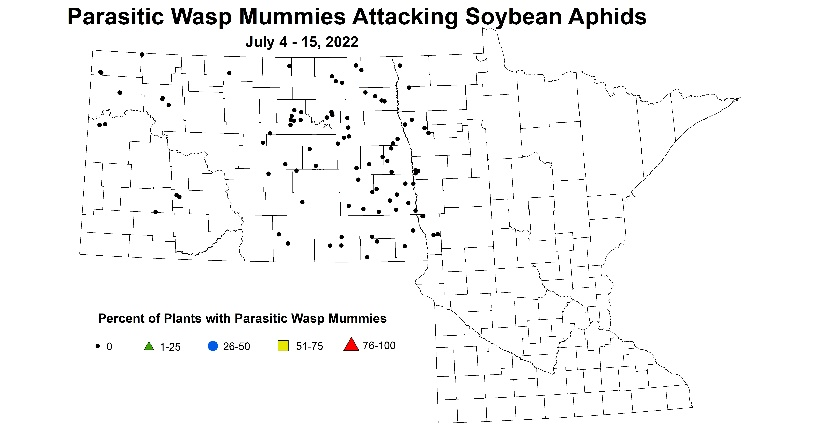 Parasitic Wasp Mummies Attacking Soybean Aphids
July 4 - 15, 2022
Percent of Plants with Parasitic Wasp Mummies
0 1-25 26-50 51-75 76-100